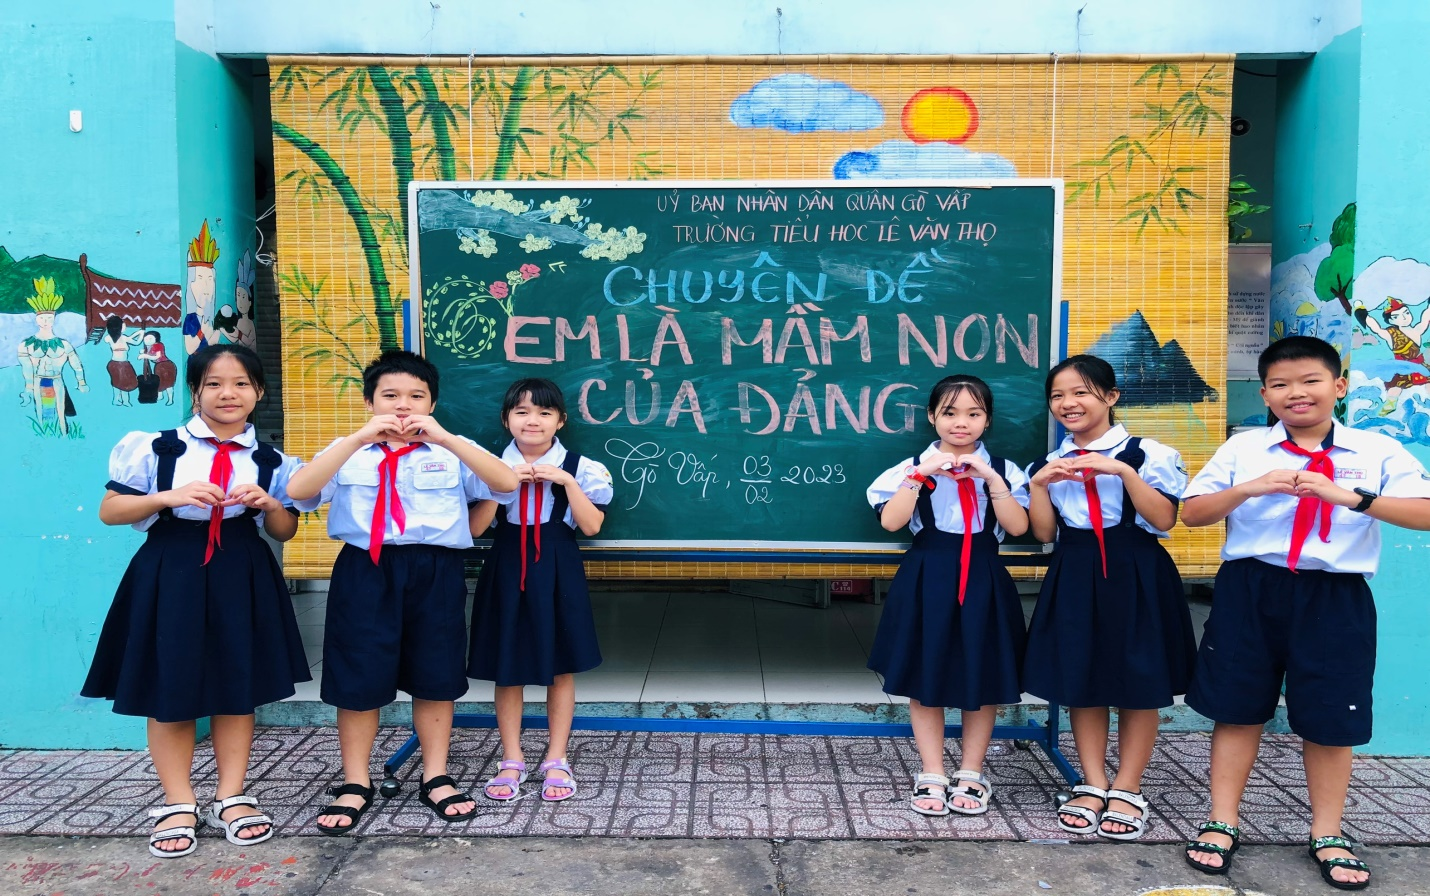 UỶ BAN NHÂN DÂN QUẬN GÒ VẤP
TRƯỜNG TIỂU HỌC LÊ VĂN THỌ
CHUYÊN ĐỀ
EM LÀ MẦM NON
CỦA ĐẢNG
Gò Vấp, 03/02 2023